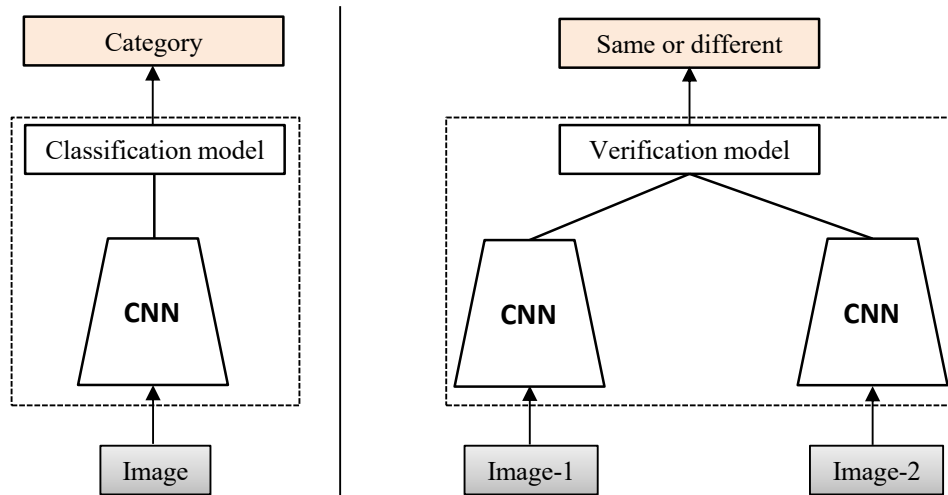 Category
Classification model
CNN
Image
Same or different
Verification model
CNN
CNN
Image-1
Image-2